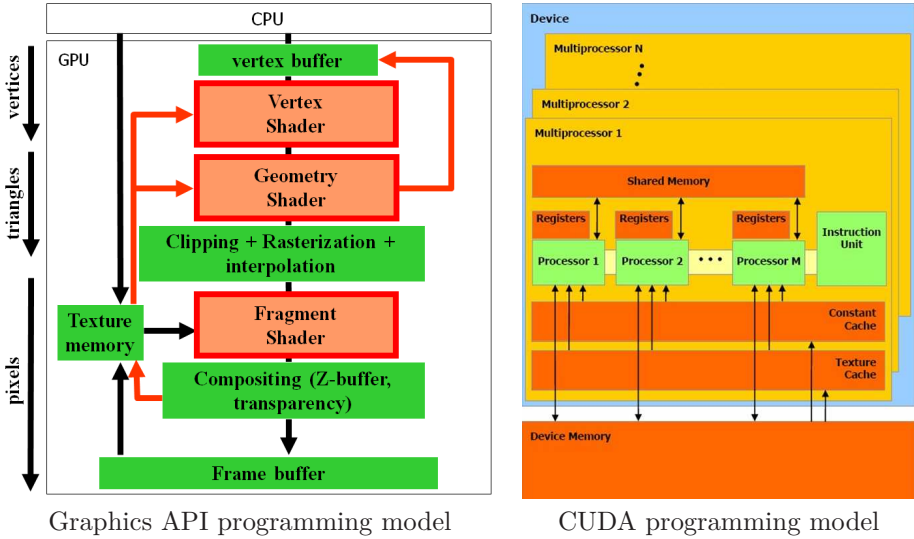 CPU
GPU
vertices
triangles
pixels
vertex buffer
Vertex
Shader
Geometry
Shader
Clipping + Rasterization +
interpolation
Texture
memory
Fragment
Shader
Compositing (Z-buffer,
transparency)
Frame buffer
Graphics API programming model
Device
Multiprocessor N
Multiprocessor 2
Multiprocessor 1
Shared Memory
Registers
Registers
Registers
Processor 1
Processor 2
Processor M
Instruction
Unit
Constant
Cache
Texture
Cache
Device Memory
CUDA programming model